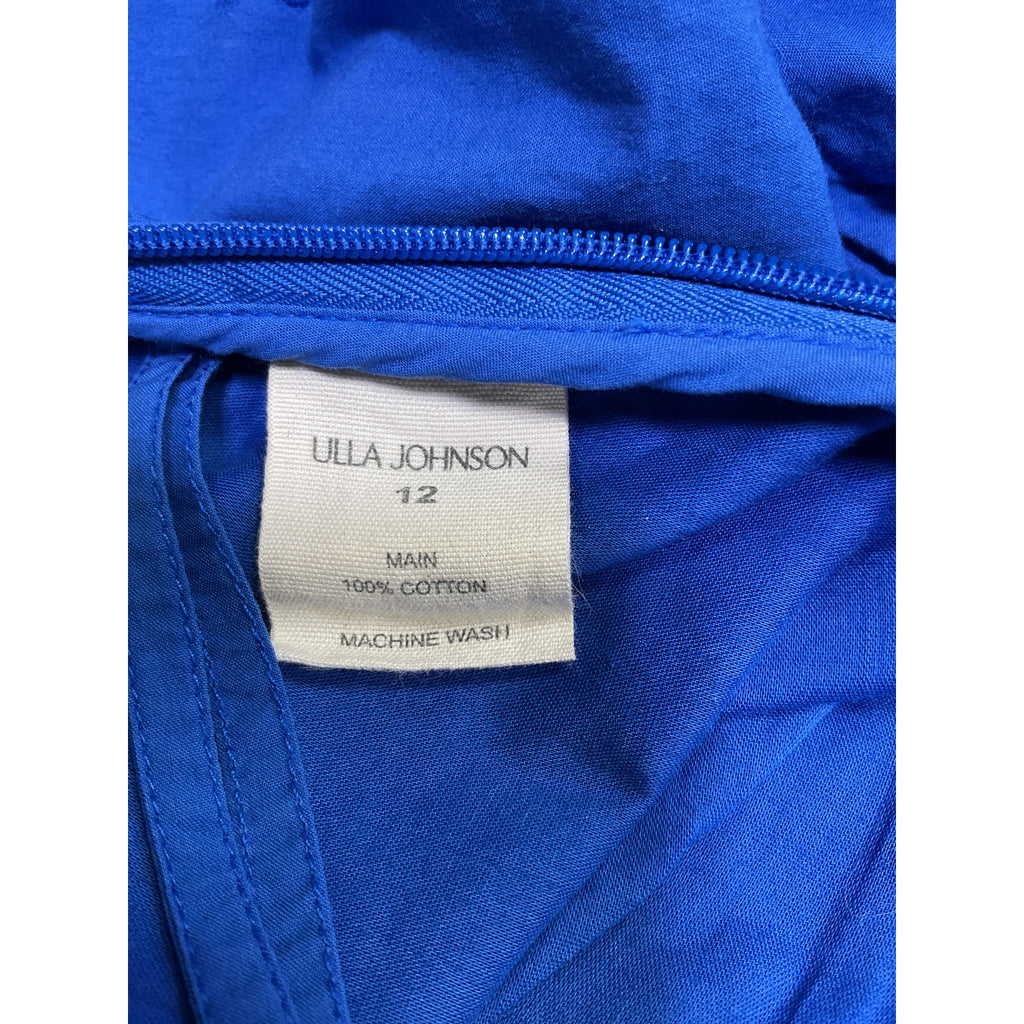 ULLA JOHNSON
12
MAIN
100% COTTON
MACHINE WASH